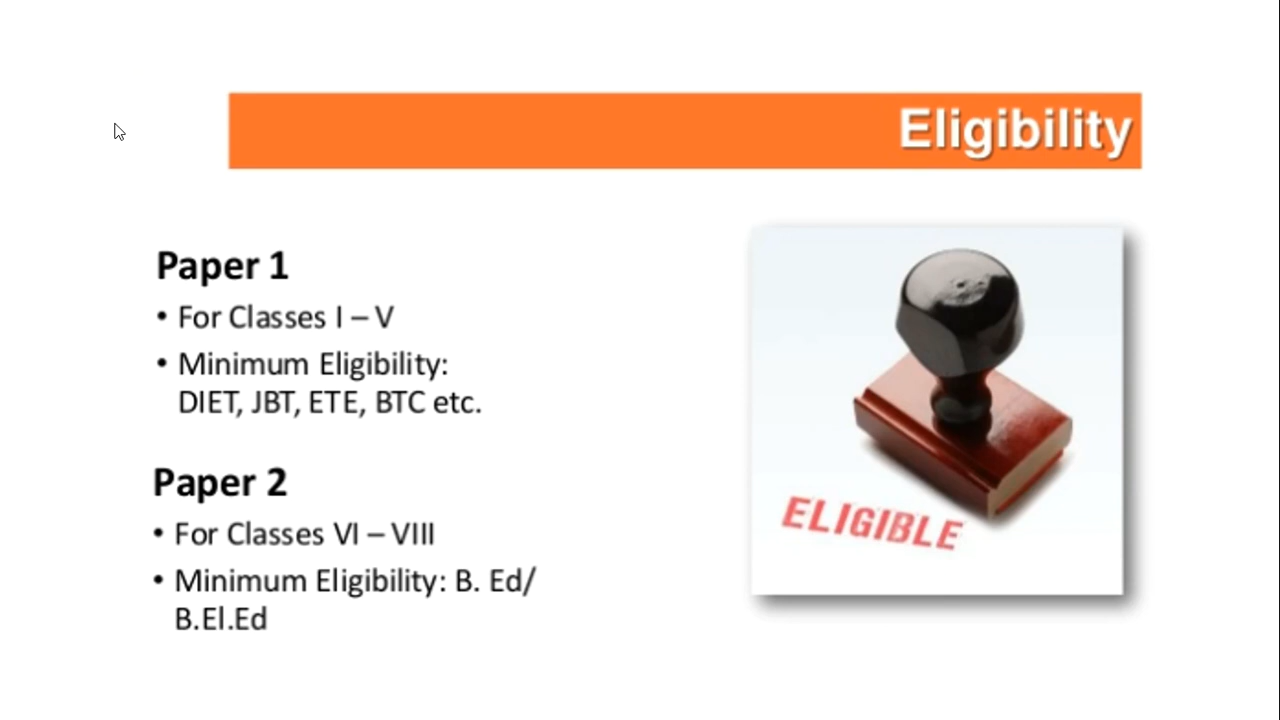 Eligibility
Paper 1
• For Classes I – V
• Minimum Eligibility:
DIET, JBT, ETE, BTC etc.
Paper 2
• For Classes VI – VIII
• Minimum Eligibility: B. Ed/
B.El.Ed
ELIGIBLE